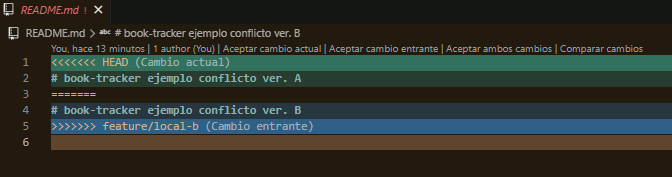 README.md ! ×
README.md > abc # book-tracker ejemplo conflicto ver. B
You, hace 13 minutos | 1 author (You) | Aceptar cambio actual | Aceptar cambio entrante | Aceptar ambos cambios | Comparar cambios
1 <<<<<<< HEAD (Cambio actual)
2 # book-tracker ejemplo conflicto ver. A
3 =======
4 # book-tracker ejemplo conflicto ver. B
5 >>>>>>> feature/local-b (Cambio entrante)
6